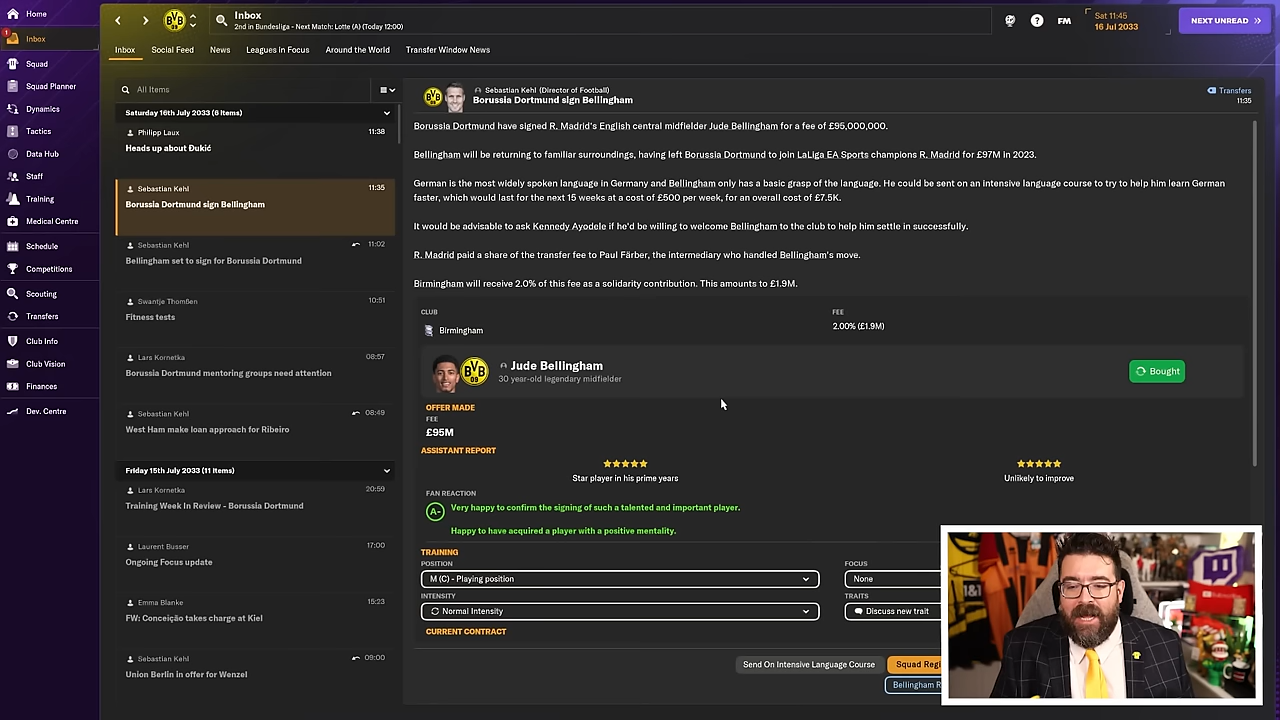 Home
Inbox
1
Squad
Squad Planner
Dynamics
Tactics
Data Hub
Staff
Training
Medical Centre
Schedule
Competitions
Scouting
Transfers
Club Info
Club Vision
Finances
Dev. Centre
BVB 09
Inbox
2nd in Bundesliga - Next Match: Lotte (A) (Today 12:00)
FM
Sat 11:45
16 Jul 2033
NEXT UNREAD
Inbox
Social Feed
News
Leagues In Focus
Around the World
Transfer Window News
All Items
Saturday 16th July 2033 (6 Items)
Philipp Laux 11:38
Heads up about Đukić
Sebastian Kehl 11:35
Borussia Dortmund sign Bellingham
Sebastian Kehl 11:02
Bellingham set to sign for Borussia Dortmund
Swantje Thomßen 10:51
Fitness tests
Lars Kornetka 08:57
Borussia Dortmund mentoring groups need attention
Sebastian Kehl 08:49
West Ham make loan approach for Ribeiro
Friday 15th July 2033 (11 Items)
Lars Kornetka 20:59
Training Week In Review - Borussia Dortmund
Laurent Busser 17:00
Ongoing Focus update
Emma Blanke 15:23
FW: Conceição takes charge at Kiel
Sebastian Kehl 09:00
Union Berlin in offer for Wenzel
BVB 09
Sebastian Kehl (Director of Football)
Borussia Dortmund sign Bellingham
Transfers
11:35
Borussia Dortmund have signed R. Madrid's English central midfielder Jude Bellingham for a fee of £95,000,000.
Bellingham will be returning to familiar surroundings, having left Borussia Dortmund to join LaLiga EA Sports champions R. Madrid for £97M in 2023.
German is the most widely spoken language in Germany and Bellingham only has a basic grasp of the language. He could be sent on an intensive language course to try to help him learn German
faster, which would last for the next 15 weeks at a cost of £500 per week, for an overall cost of £7.5K.
It would be advisable to ask Kennedy Ayodele if he'd be willing to welcome Bellingham to the club to help him settle in successfully.
R. Madrid paid a share of the transfer fee to Paul Färber, the intermediary who handled Bellingham's move.
Birmingham will receive 2.0% of this fee as a solidarity contribution. This amounts to £1.9M.
CLUB
FEE
Birmingham
2.00% (£1.9M)
BVB 09
Jude Bellingham
30 year-old legendary midfielder
Bought
OFFER MADE
FEE
£95M
ASSISTANT REPORT
Star player in his prime years
Unlikely to improve
FAN REACTION
A-
Very happy to confirm the signing of such a talented and important player.
Happy to have acquired a player with a positive mentality.
TRAINING
POSITION
FOCUS
M (C) - Playing position
None
INTENSITY
TRAITS
Normal Intensity
Discuss new trait
CURRENT CONTRACT
Send On Intensive Language Course
Squad Regi
Bellingham R
1&1